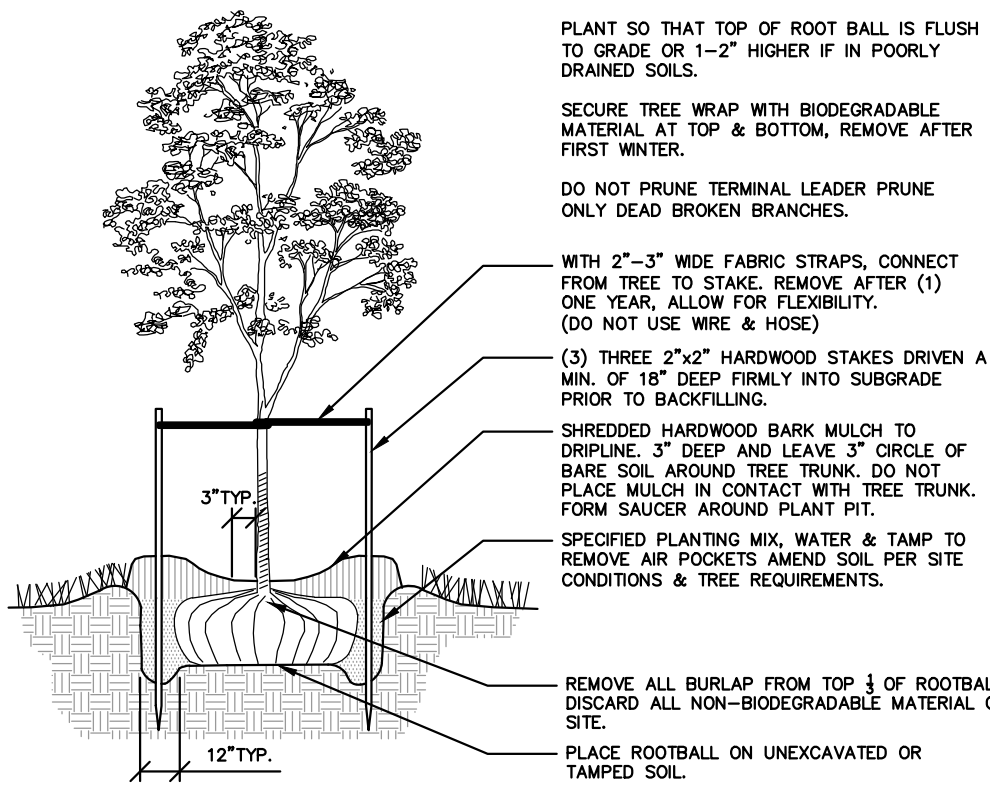 PLANT SO THAT TOP OF ROOT BALL IS FLUSH
TO GRADE OR 1–2" HIGHER IF IN POORLY
DRAINED SOILS.
SECURE TREE WRAP WITH BIODEGRADABLE
MATERIAL AT TOP & BOTTOM, REMOVE AFTER
FIRST WINTER.
DO NOT PRUNE TERMINAL LEADER PRUNE
ONLY DEAD BROKEN BRANCHES.
WITH 2"–3" WIDE FABRIC STRAPS, CONNECT
FROM TREE TO STAKE. REMOVE AFTER (1)
ONE YEAR, ALLOW FOR FLEXIBILITY.
(DO NOT USE WIRE & HOSE)
(3) THREE 2"x2" HARDWOOD STAKES DRIVEN A
MIN. OF 18" DEEP FIRMLY INTO SUBGRADE
PRIOR TO BACKFILLING.
SHREDDED HARDWOOD BARK MULCH TO
DRIPLINE. 3" DEEP AND LEAVE 3" CIRCLE OF
BARE SOIL AROUND TREE TRUNK. DO NOT
PLACE MULCH IN CONTACT WITH TREE TRUNK.
FORM SAUCER AROUND PLANT PIT.
3"TYP.
SPECIFIED PLANTING MIX, WATER & TAMP TO
REMOVE AIR POCKETS AMEND SOIL PER SITE
CONDITIONS & TREE REQUIREMENTS.
REMOVE ALL BURLAP FROM TOP 1/3 OF ROOTBAL
DISCARD ALL NON–BIODEGRADABLE MATERIAL
SITE.
PLACE ROOTBALL ON UNEXCAVATED OR
TAMPED SOIL.
12"TYP.